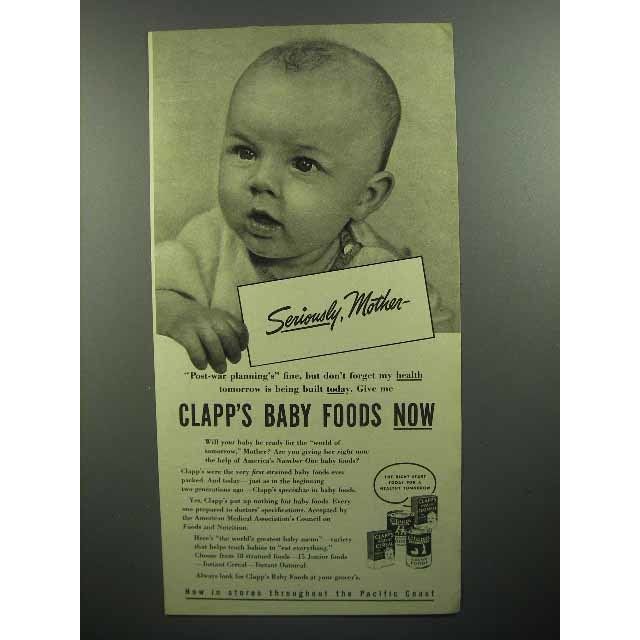 Seriously, Mother-
"Post-war planning's" fine, but don't forget my health
tomorrow is being built today. Give me
CLAPP'S BABY FOODS NOW
Will your baby be ready for the "world of
tomorrow," Mother? Are you giving her right now
the help of America's Number One baby foods?
Clapp's were the very first strained baby foods ever
packed. And today—just as in the beginning
two generations ago—Clapp's specialize in baby foods.
Yes, Clapp's put up nothing but baby foods. Every
one prepared to doctors' specifications. Accepted by
the American Medical Association's Council on
Foods and Nutrition.
Here's "the world's greatest baby menu"—variety
that helps teach babies to "eat everything."
Choose from 18 strained foods—15 Junior foods
—Instant Cereal—Instant Oatmeal.
Always look for Clapp's Baby Foods at your grocer's.
THE RIGHT START
TODAY FOR A
HEALTHY TOMORROW
CLAPP'S
CLAPP'S
CLAPP'S
CEREAL
CLAPP'S
Now in stores throughout the Pacific Coast